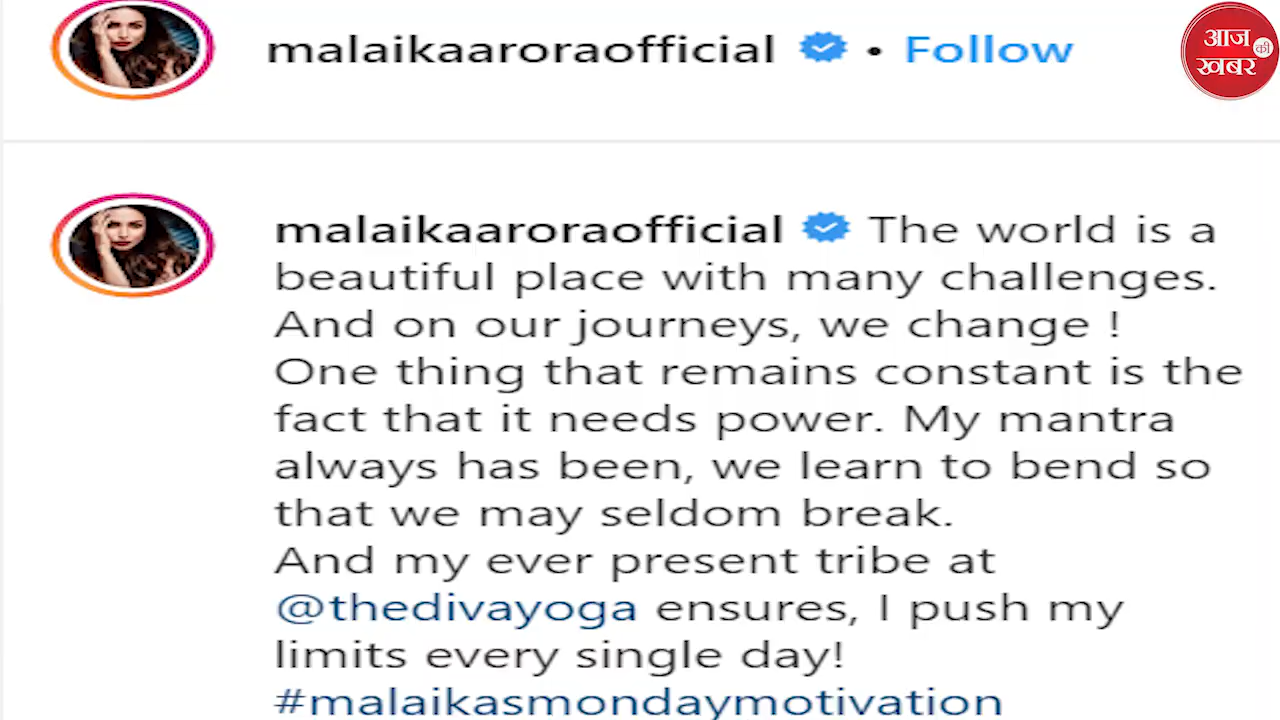 malaikaaroraofficial • Follow
आज की खबर
malaikaaroraofficial The world is a
beautiful place with many challenges.
And on our journeys, we change !
One thing that remains constant is the
fact that it needs power. My mantra
always has been, we learn to bend so
that we may seldom break.
And my ever present tribe at
@thedivayoga ensures, I push my
limits every single day!
#malaikasmondaymotivation